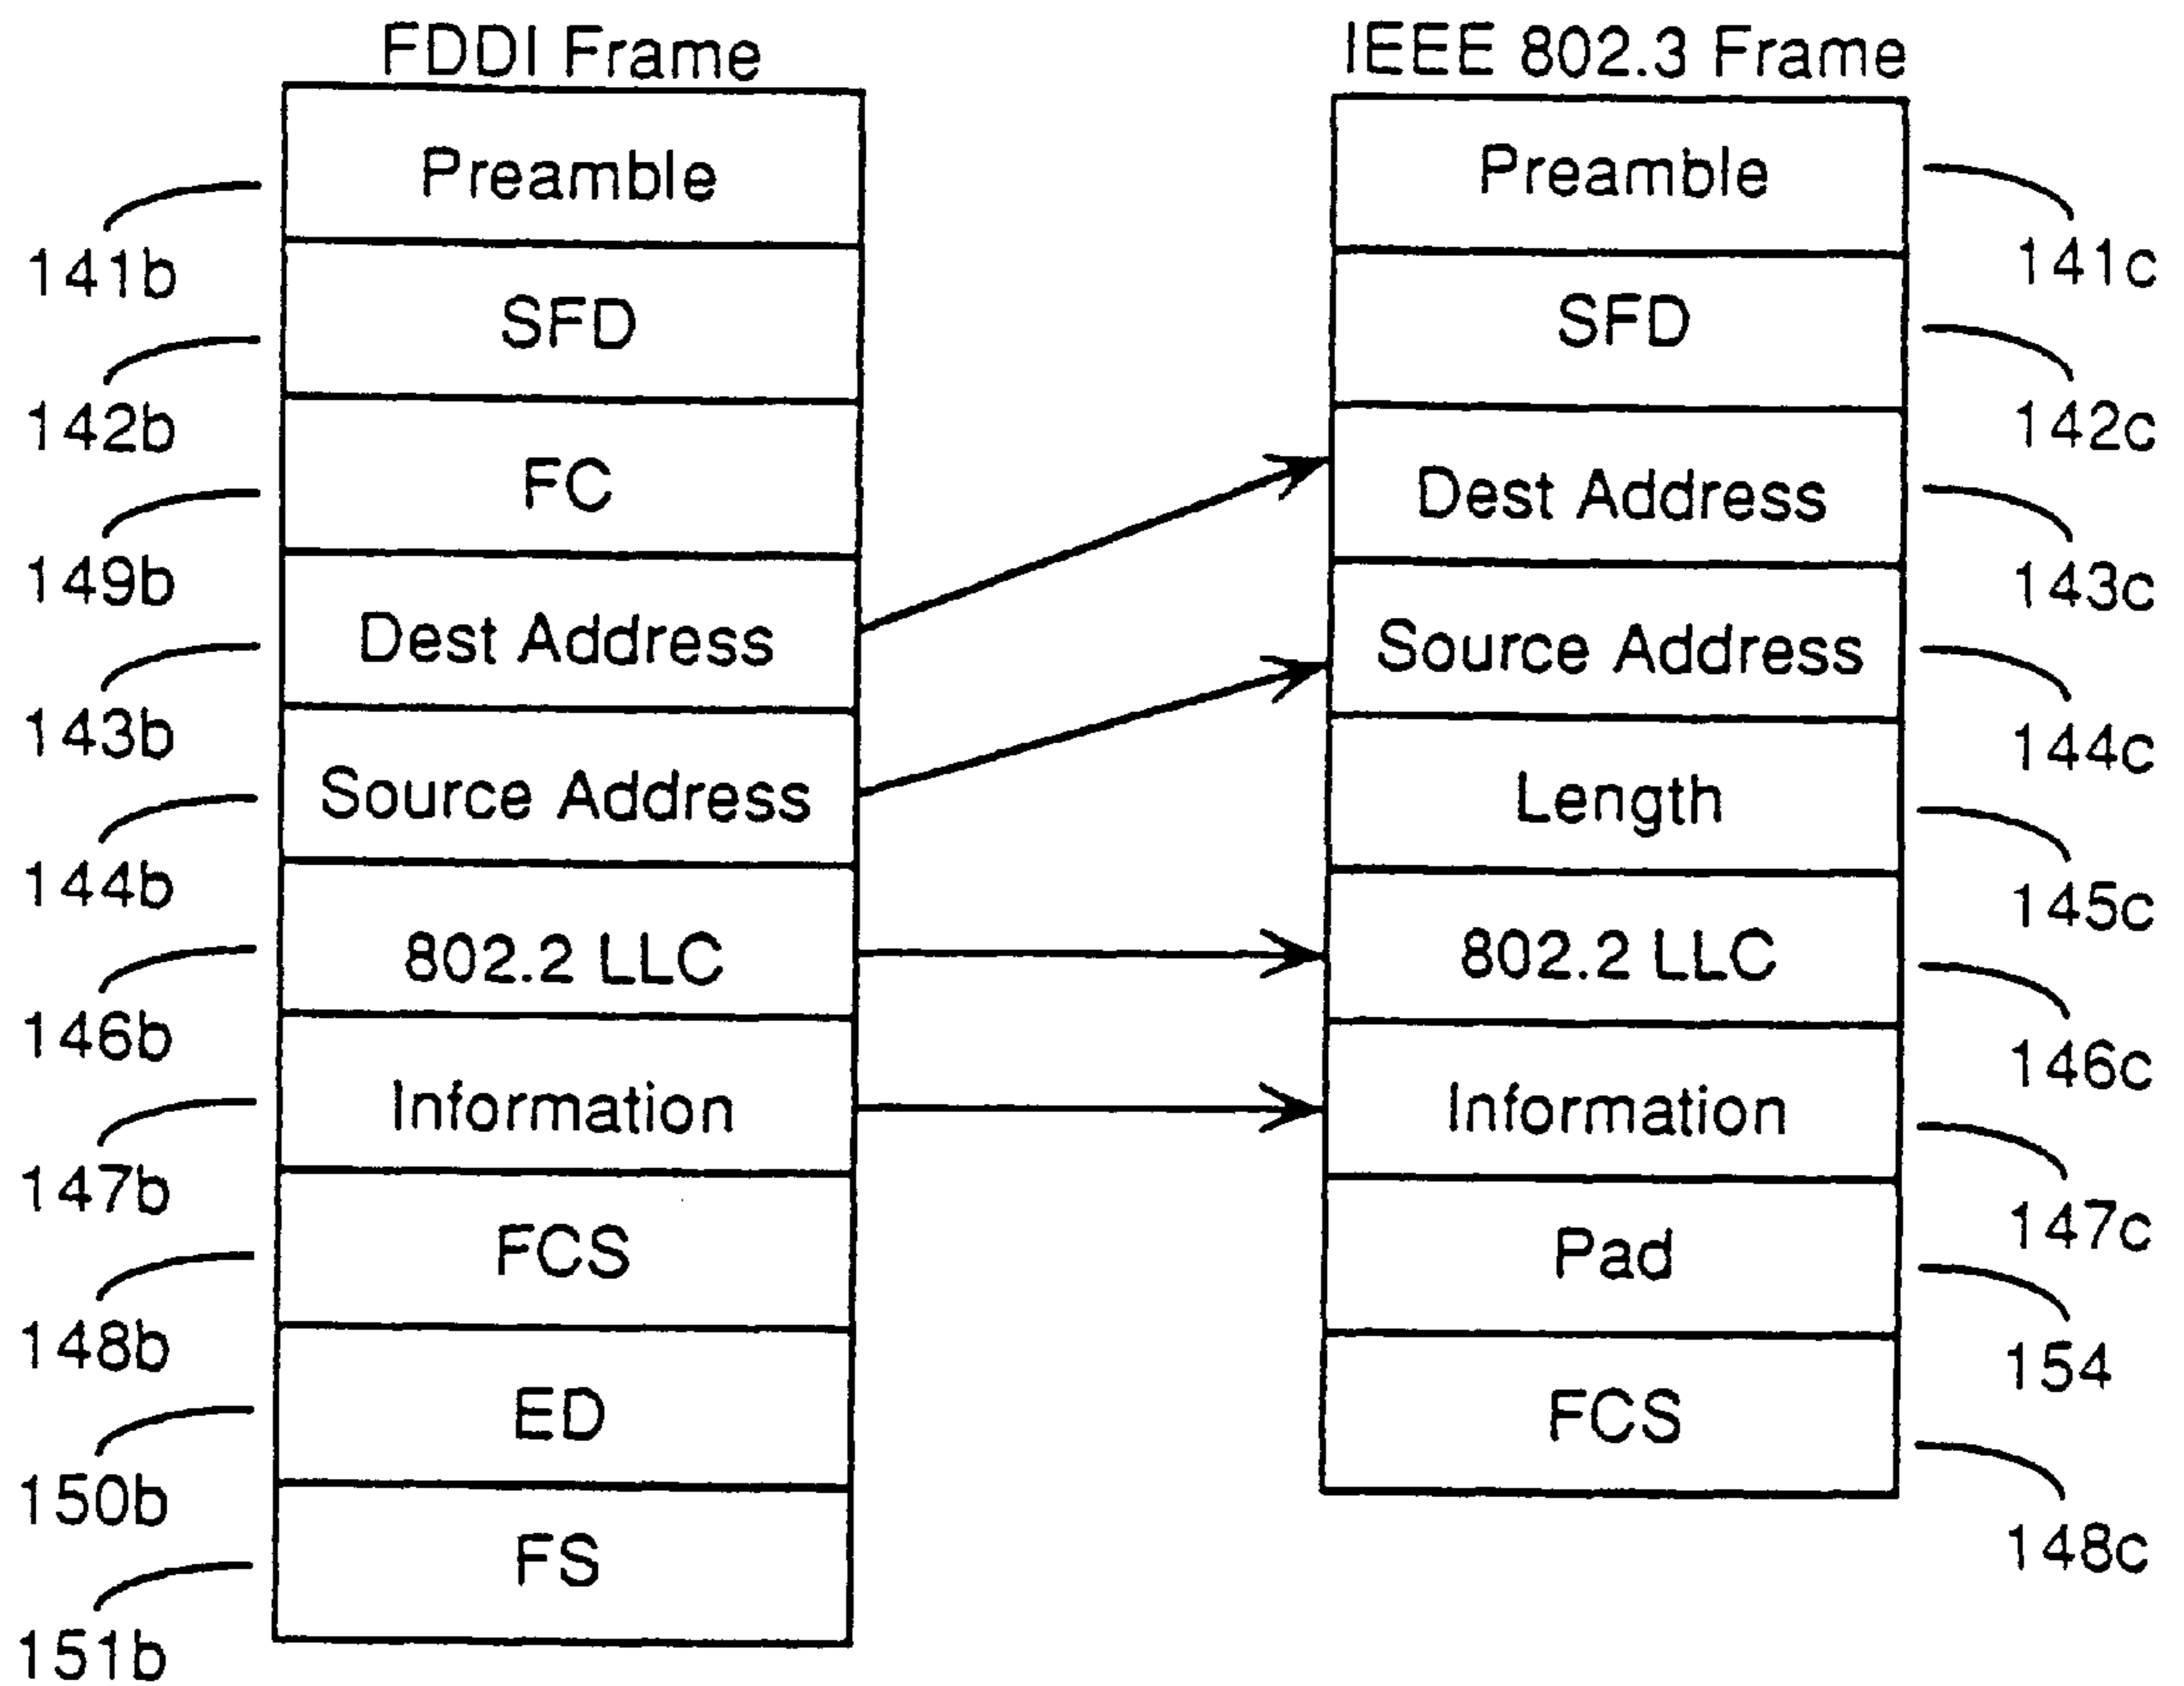 FDDI Frame
Preamble
141b
SFD
142b
FC
149b
Dest Address
143b
Source Address
144b
802.2 LLC
146b
Information
147b
FCS
148b
ED
150b
FS
151b
IEEE 802.3 Frame
Preamble
141c
SFD
142c
Dest Address
143c
Source Address
144c
Length
145c
802.2 LLC
146c
Information
147c
Pad
154
FCS
148c